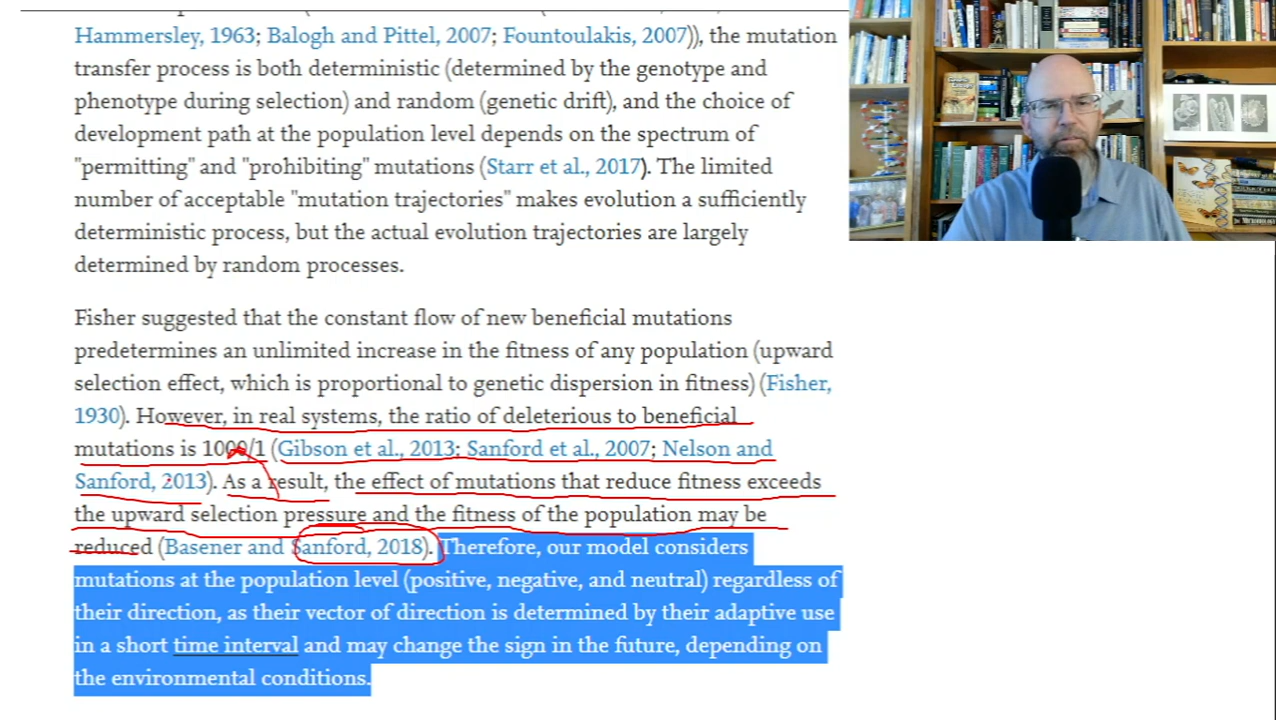 Hammersley, 1963; Balogh and Pittel, 2007; Fountoulakis, 2007)), the mutation
transfer process is both deterministic (determined by the genotype and
phenotype during selection) and random (genetic drift), and the choice of
development path at the population level depends on the spectrum of
"permitting" and "prohibiting" mutations (Starr et al., 2017). The limited
number of acceptable "mutation trajectories" makes evolution a sufficiently
deterministic process, but the actual evolution trajectories are largely
determined by random processes.
Fisher suggested that the constant flow of new beneficial mutations
predetermines an unlimited increase in the fitness of any population (upward
selection effect, which is proportional to genetic dispersion in fitness) (Fisher,
1930). However, in real systems, the ratio of deleterious to beneficial
mutations is 1000/1 (Gibson et al., 2013; Sanford et al., 2007; Nelson and
Sanford, 2013). As a result, the effect of mutations that reduce fitness exceeds
the upward selection pressure and the fitness of the population may be
reduced (Basener and Sanford, 2018). Therefore, our model considers
mutations at the population level (positive, negative, and neutral) regardless of
their direction, as their vector of direction is determined by their adaptive use
in a short time interval and may change the sign in the future, depending on
the environmental conditions.